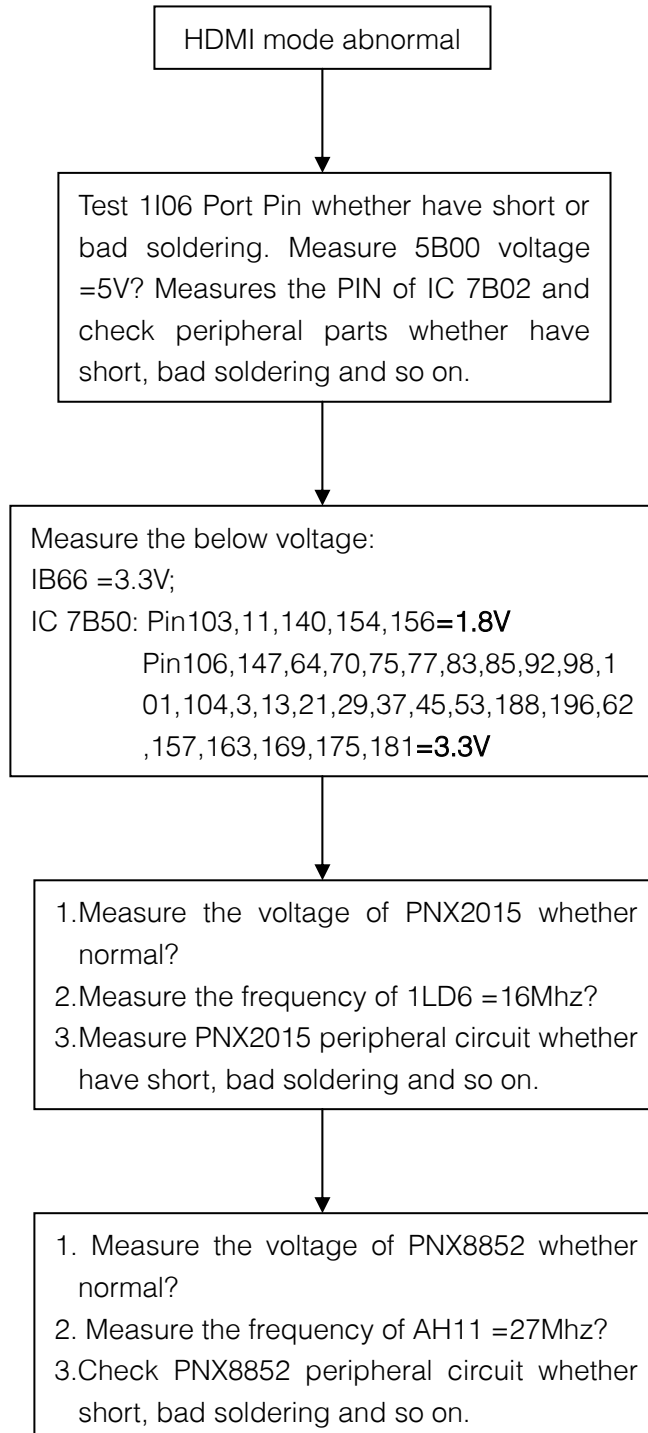 HDMI mode abnormal
Test 1I06 Port Pin whether have short or
bad soldering. Measure 5B00 voltage
=5V? Measures the PIN of IC 7B02 and
check peripheral parts whether have
short, bad soldering and so on.
Measure the below voltage:
IB66 =3.3V;
IC 7B50: Pin103,11,140,154,156=1.8V
Pin106,147,64,70,75,77,83,85,92,98,1
01,104,3,13,21,29,37,45,53,188,196,62
,157,163,169,175,181=3.3V
1.Measure the voltage of PNX2015 whether
normal?
2.Measure the frequency of 1LD6 =16Mhz?
3.Measure PNX2015 peripheral circuit whether
have short, bad soldering and so on.
1. Measure the voltage of PNX8852 whether
normal?
2. Measure the frequency of AH11 =27Mhz?
3.Check PNX8852 peripheral circuit whether
short, bad soldering and so on.